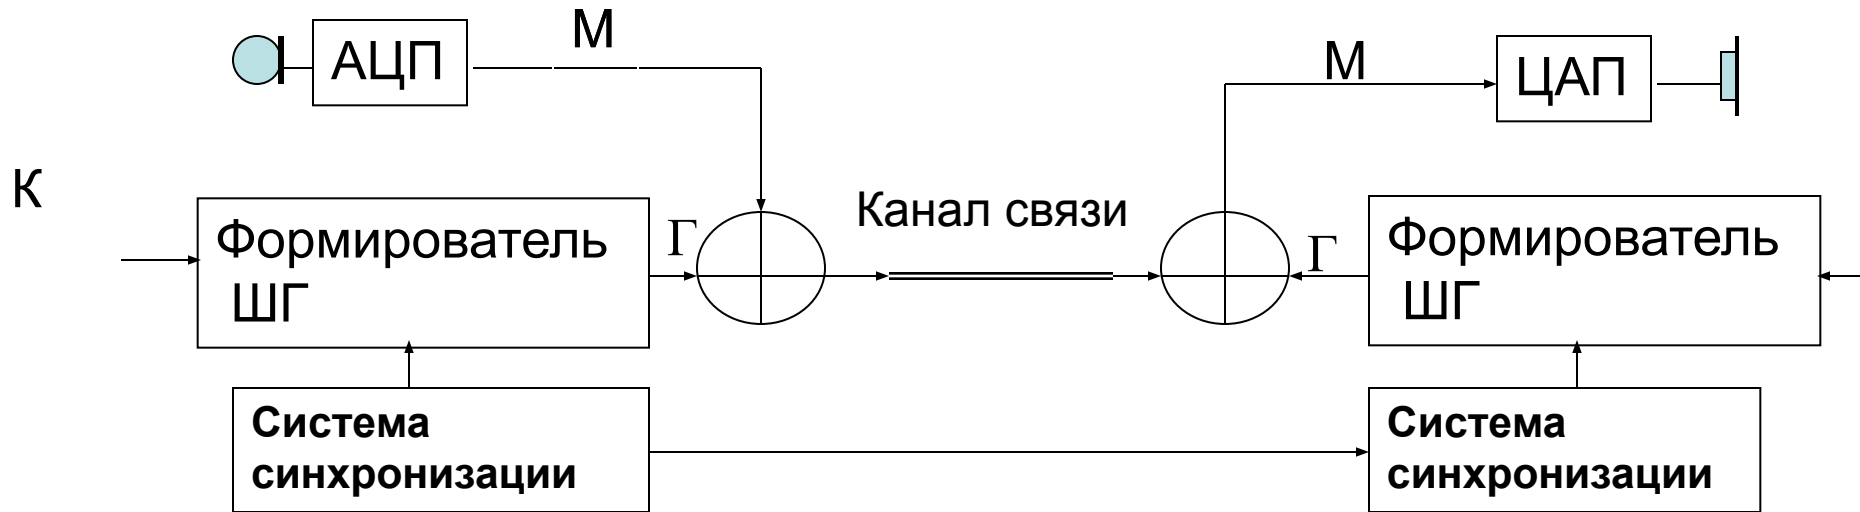 М
АЦП
М
ЦАП
К
Канал связи
Формирователь
ШГ
Г
Г
Формирователь
ШГ
Система
синхронизации
Система
синхронизации